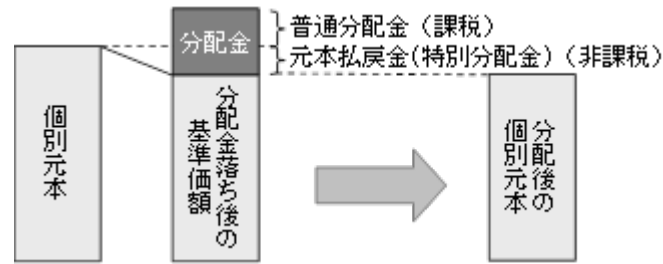 分配金
普通分配金（課税）
元本払戻金(特別分配金)（非課税）
個別元本
分配金落ち後の
基準価額
分配後の
個別元本